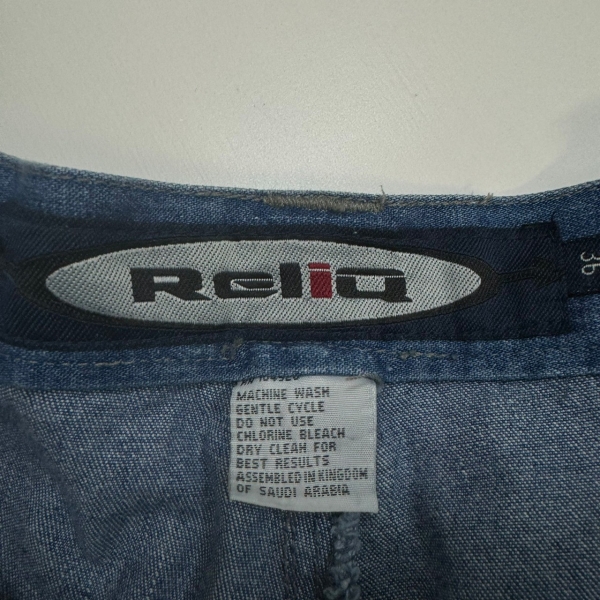 Reliq
36
MACHINE WASH
GENTLE CYCLE
DO NOT USE
CHLORINE BLEACH
DRY CLEAN FOR
BEST RESULTS
ASSEMBLED IN KINGDOM
OF SAUDI ARABIA